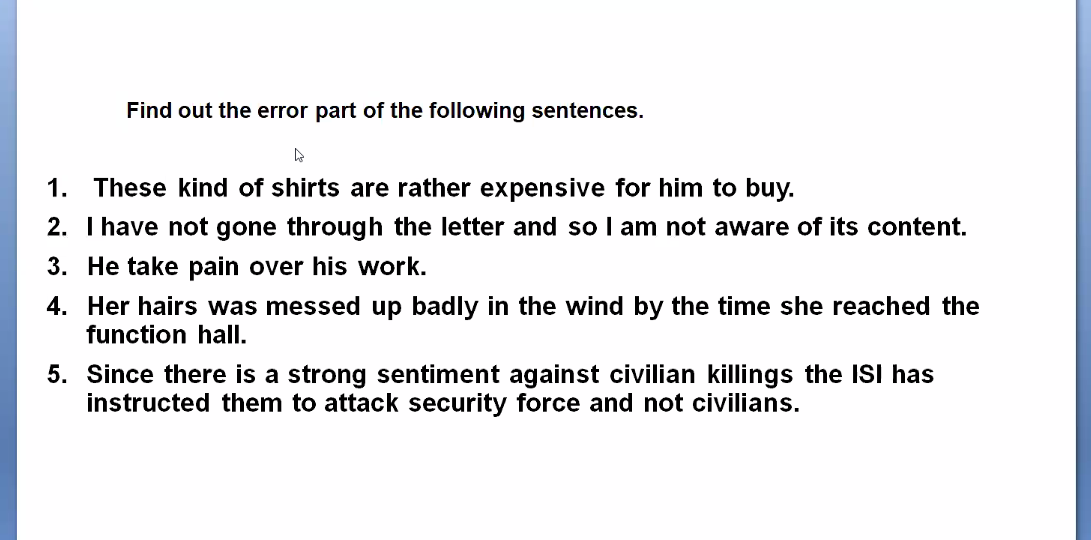 Find out the error part of the following sentences.
1. These kind of shirts are rather expensive for him to buy.
2. I have not gone through the letter and so I am not aware of its content.
3. He take pain over his work.
4. Her hairs was messed up badly in the wind by the time she reached the
function hall.
5. Since there is a strong sentiment against civilian killings the ISI has
instructed them to attack security force and not civilians.